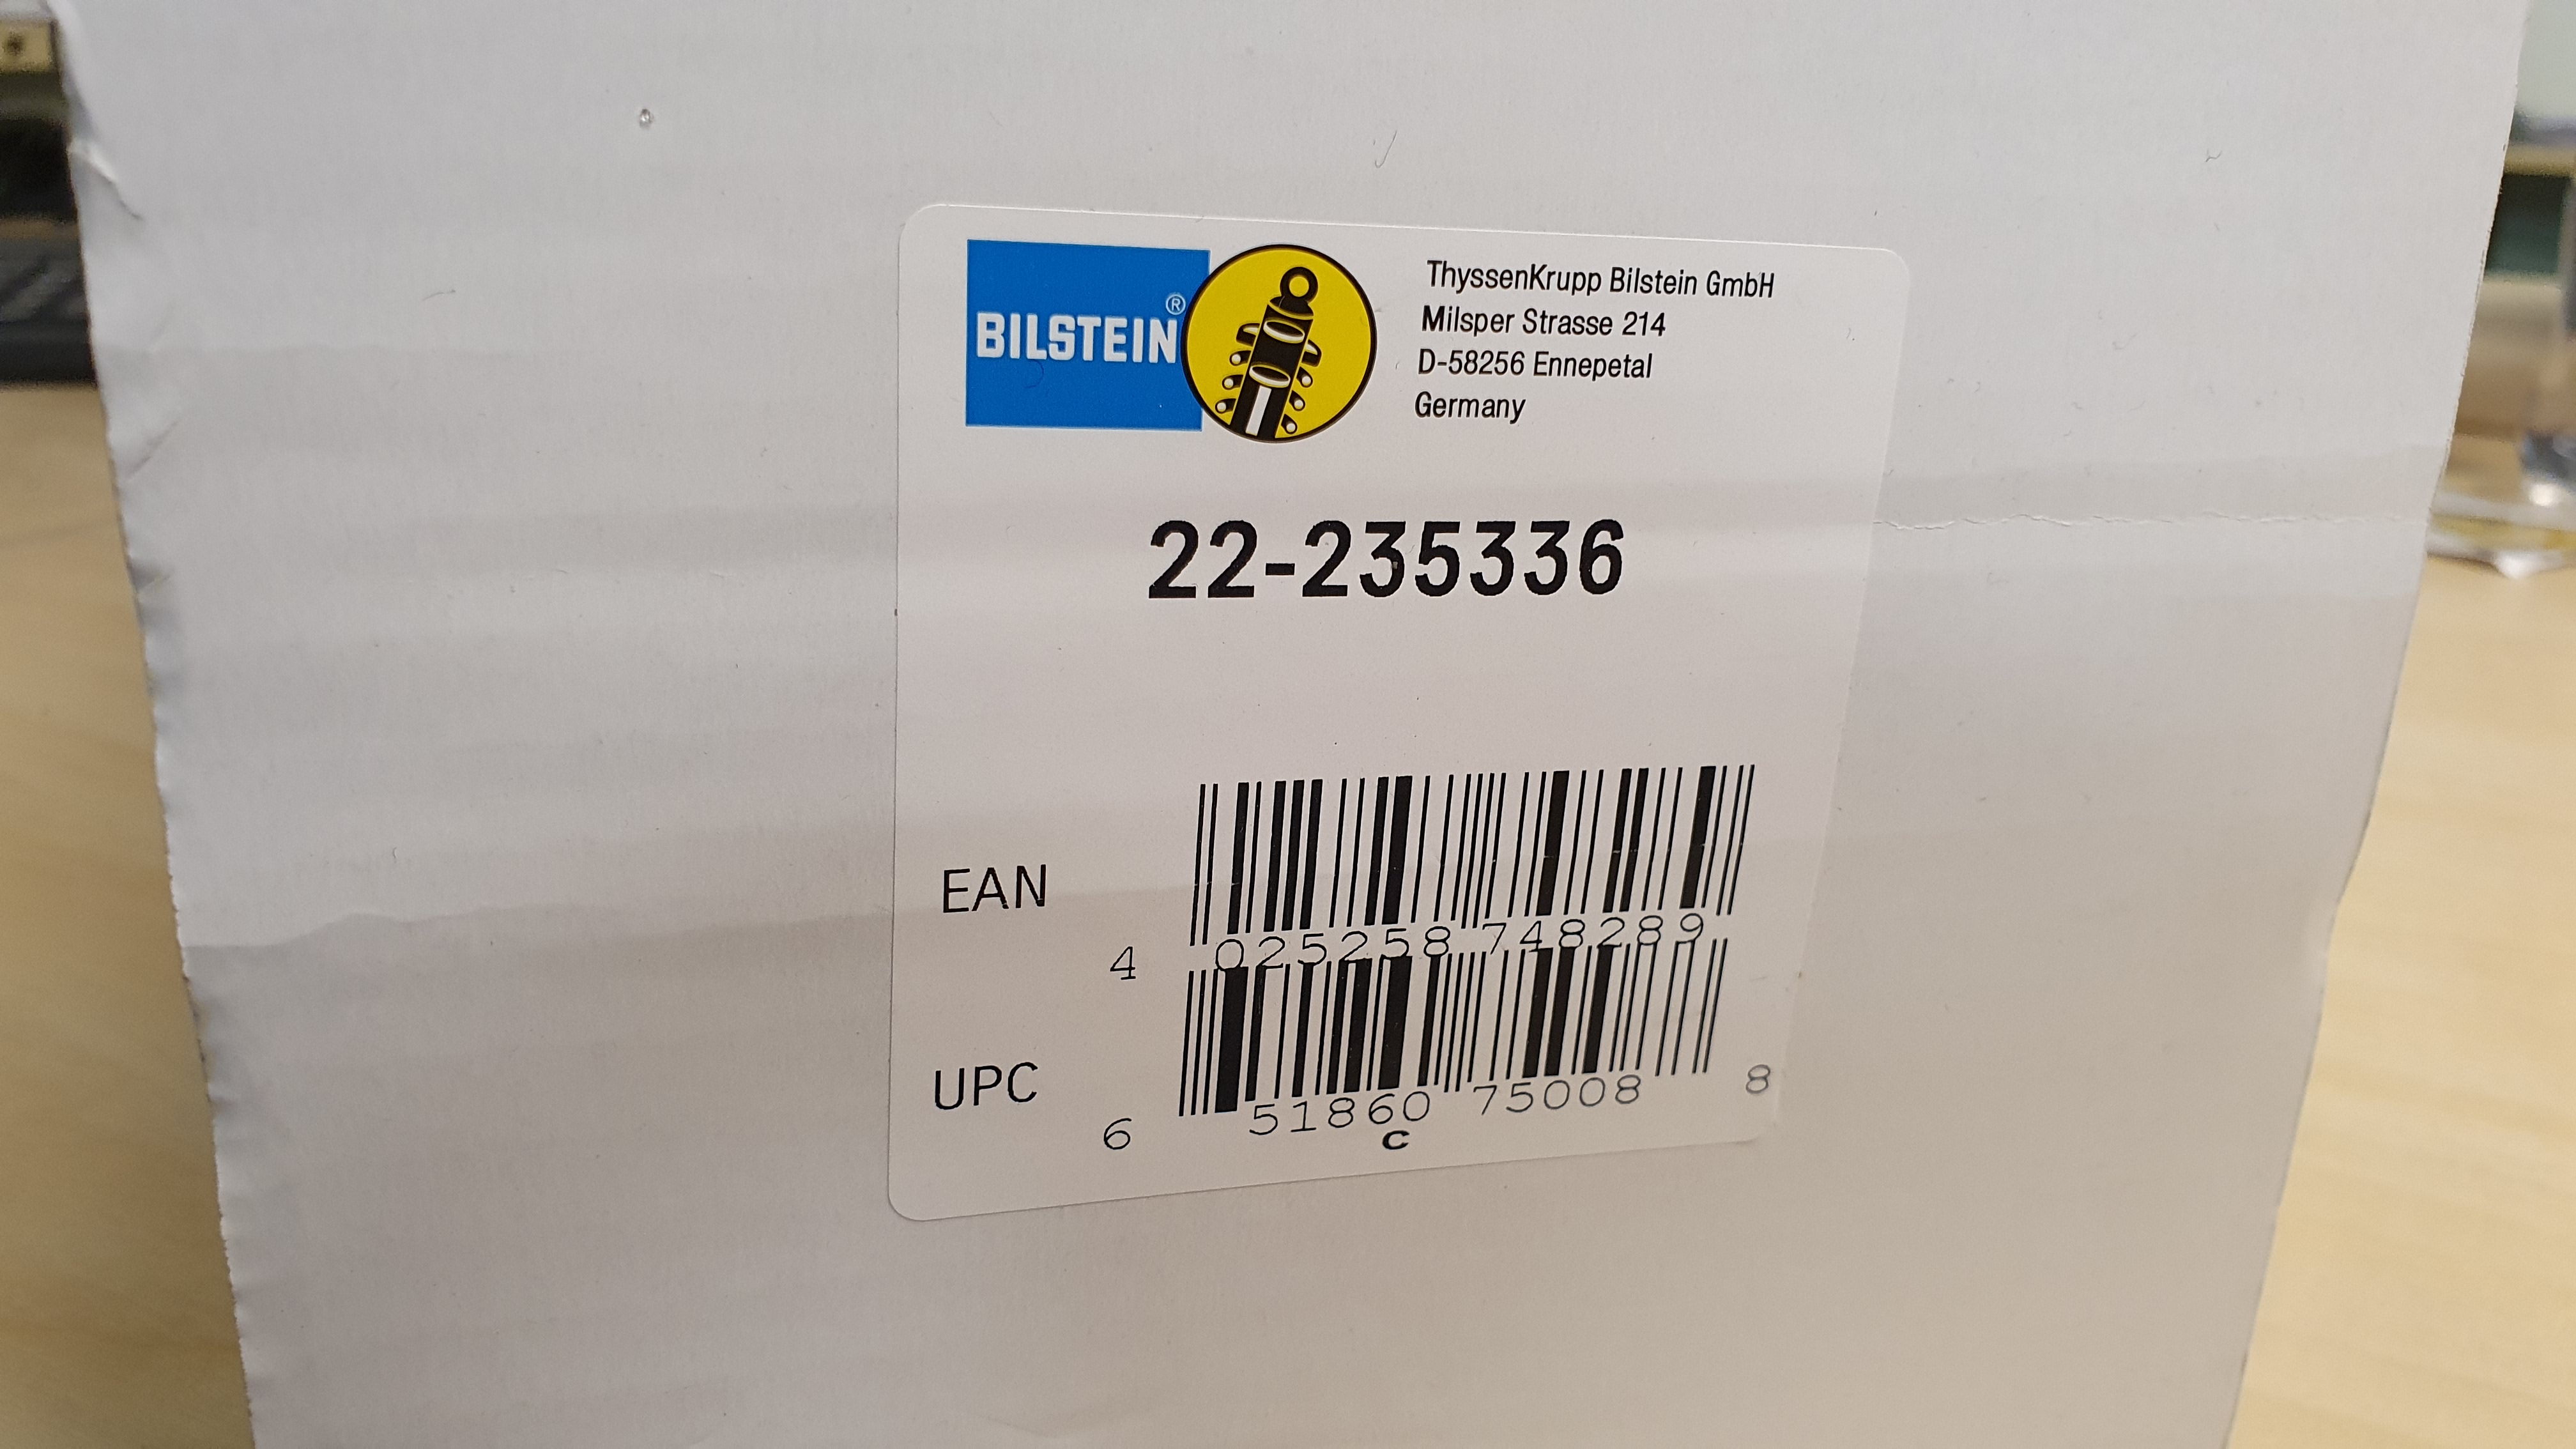 BILSTEIN®
ThyssenKrupp Bilstein GmbH
Milsper Strasse 214
D-58256 Ennepetal
Germany
22-235336
EAN
4 025258 748289
UPC
6 51860 75008 8
C